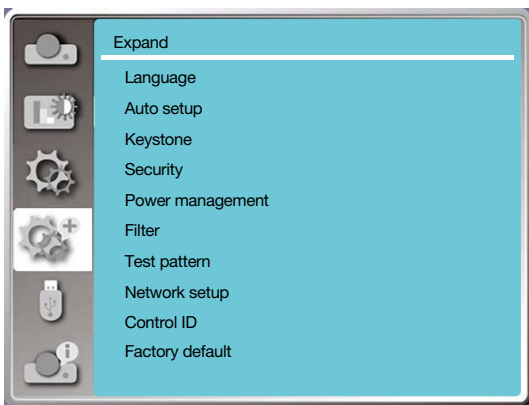 Expand
Language
Auto setup
Keystone
Security
Power management
Filter
Test pattern
Network setup
Control ID
Factory default